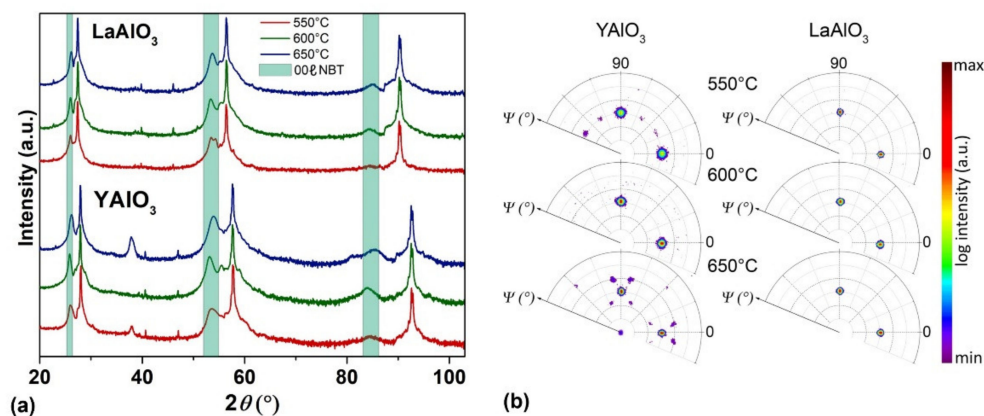 LaAlO₃
550°C
600°C
650°C
00ℓ NBT
YAlO₃
Intensity (a.u.)
20 40 60 80 100
2θ (°)
(a)
YAlO₃ LaAlO₃
90 90
550°C
Ψ (°) 0 Ψ (°) 0
600°C
Ψ (°) 0 Ψ (°) 0
650°C
Ψ (°) 0 Ψ (°) 0
max
log intensity (a.u.)
min
(b)